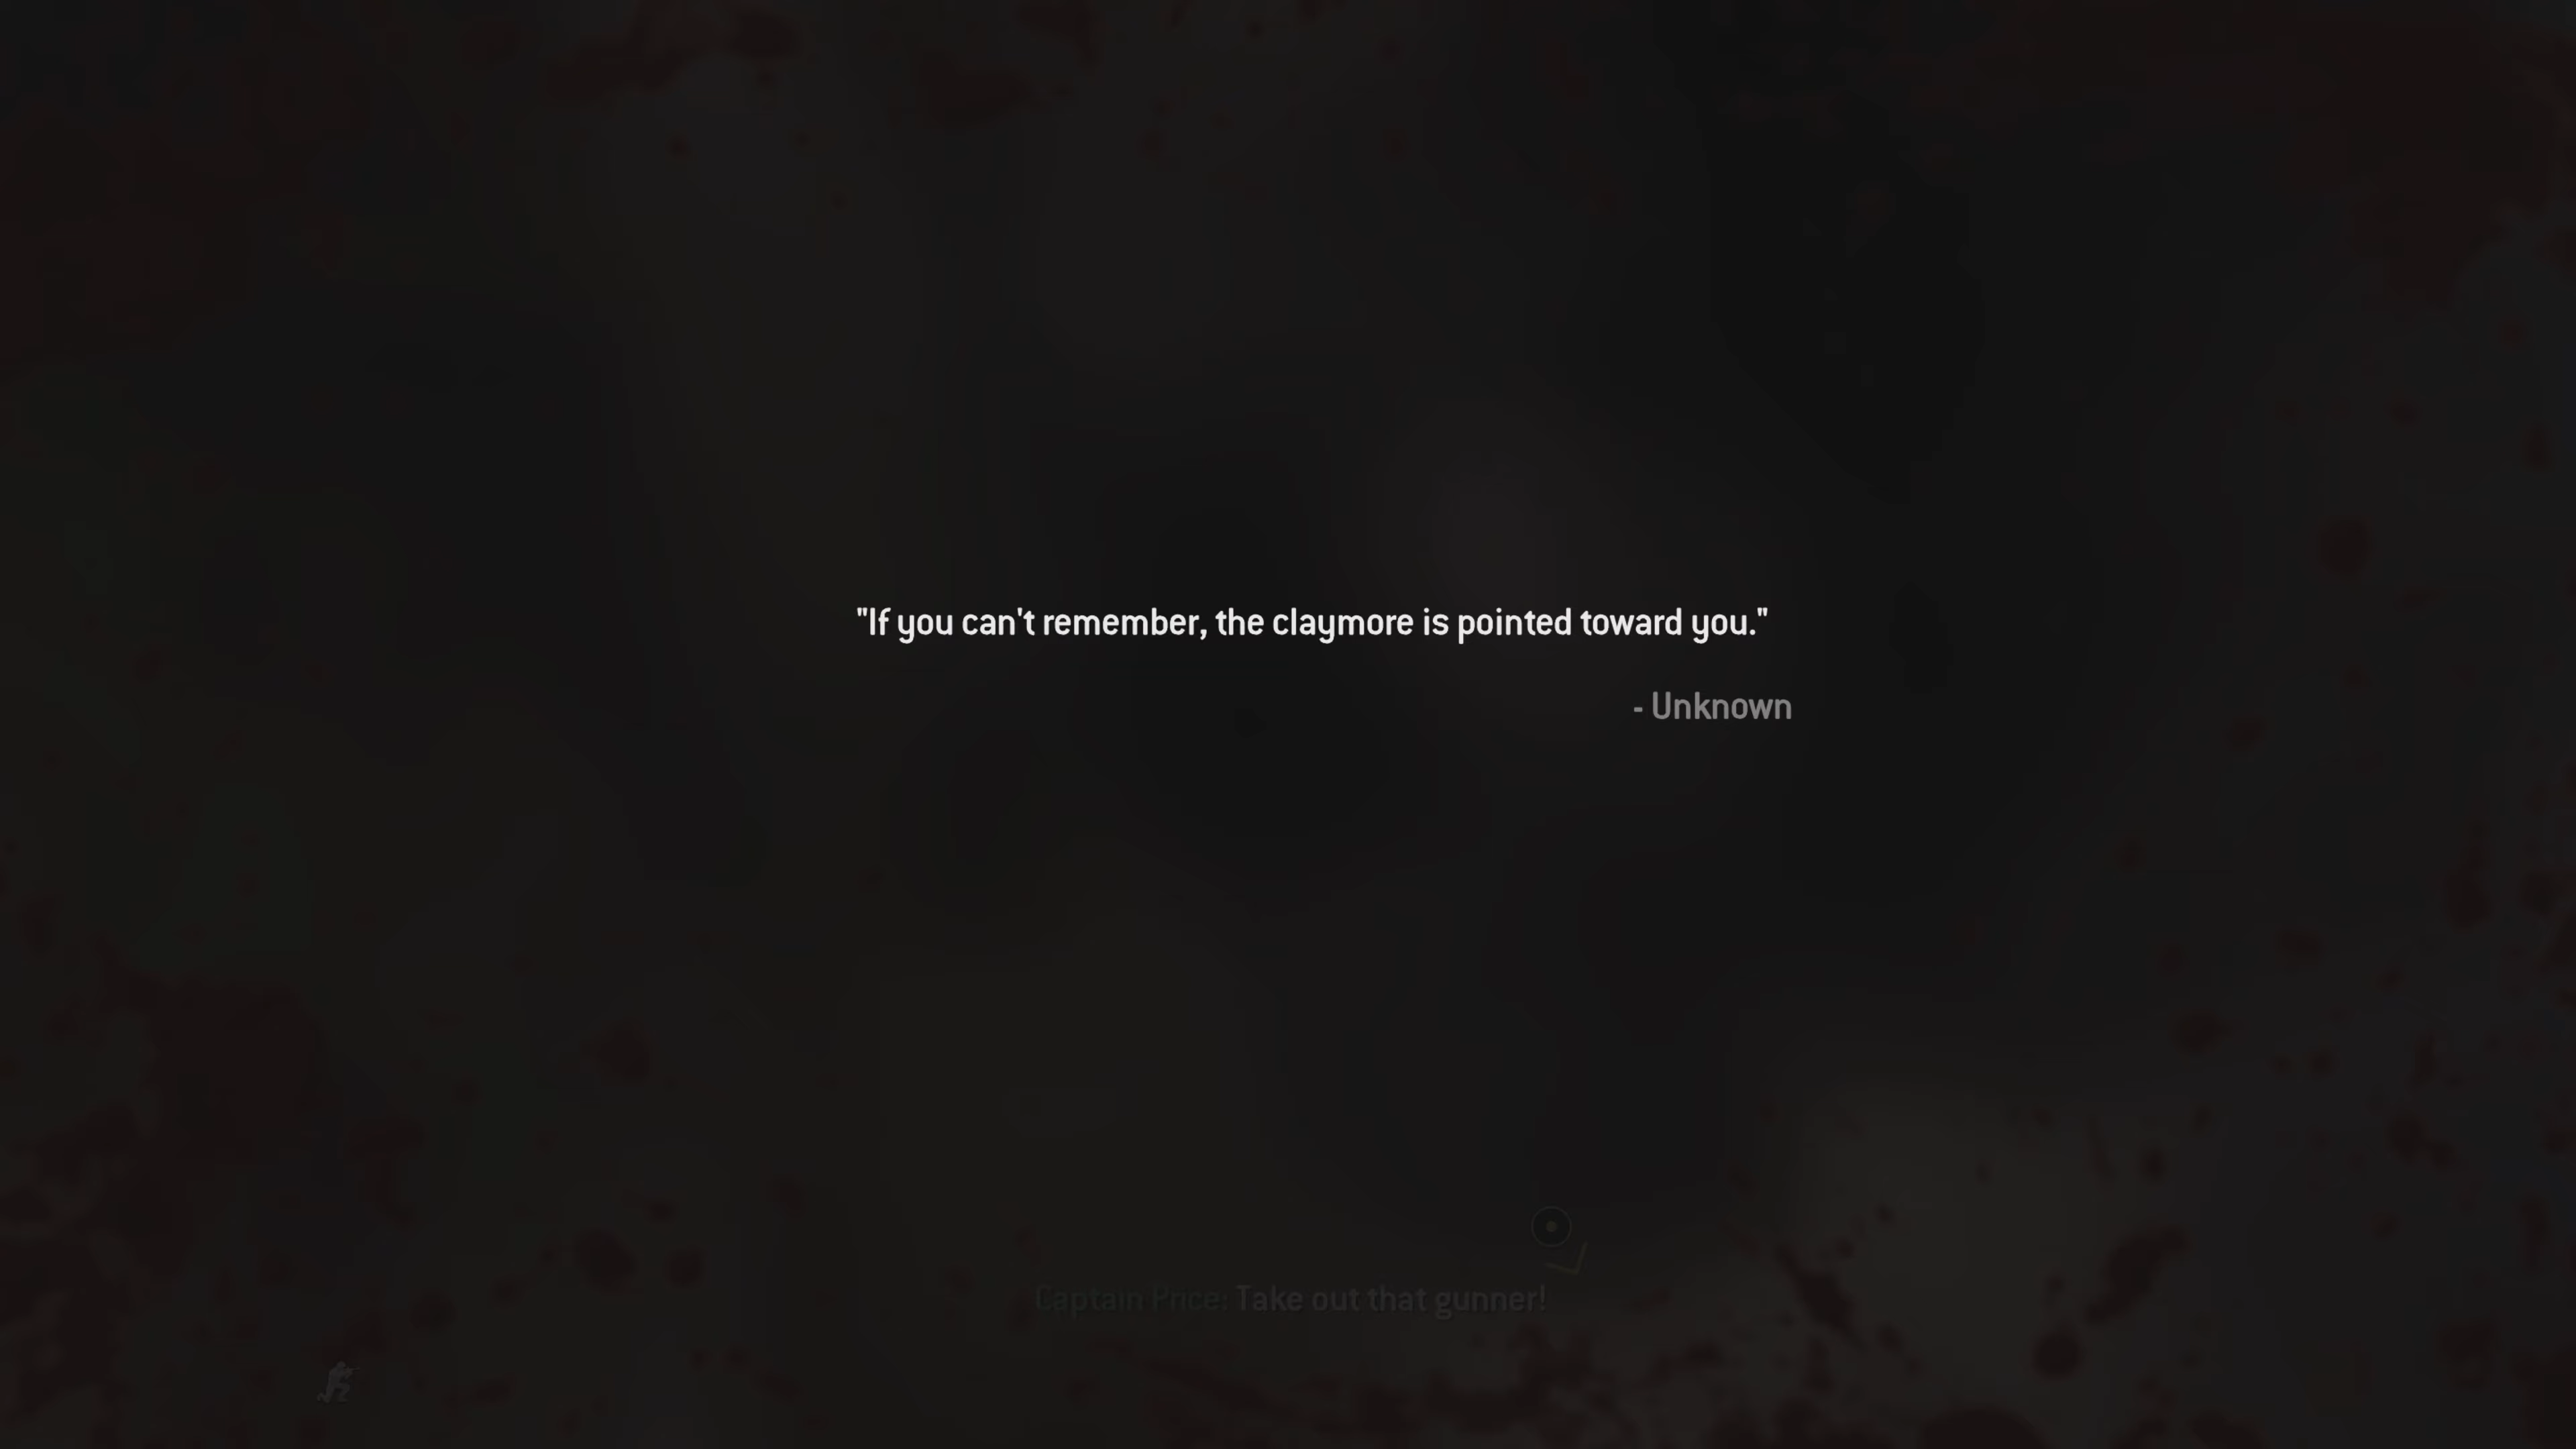 "If you can't remember, the claymore is pointed toward you."
- Unknown
Captain Price: Take out that gunner!